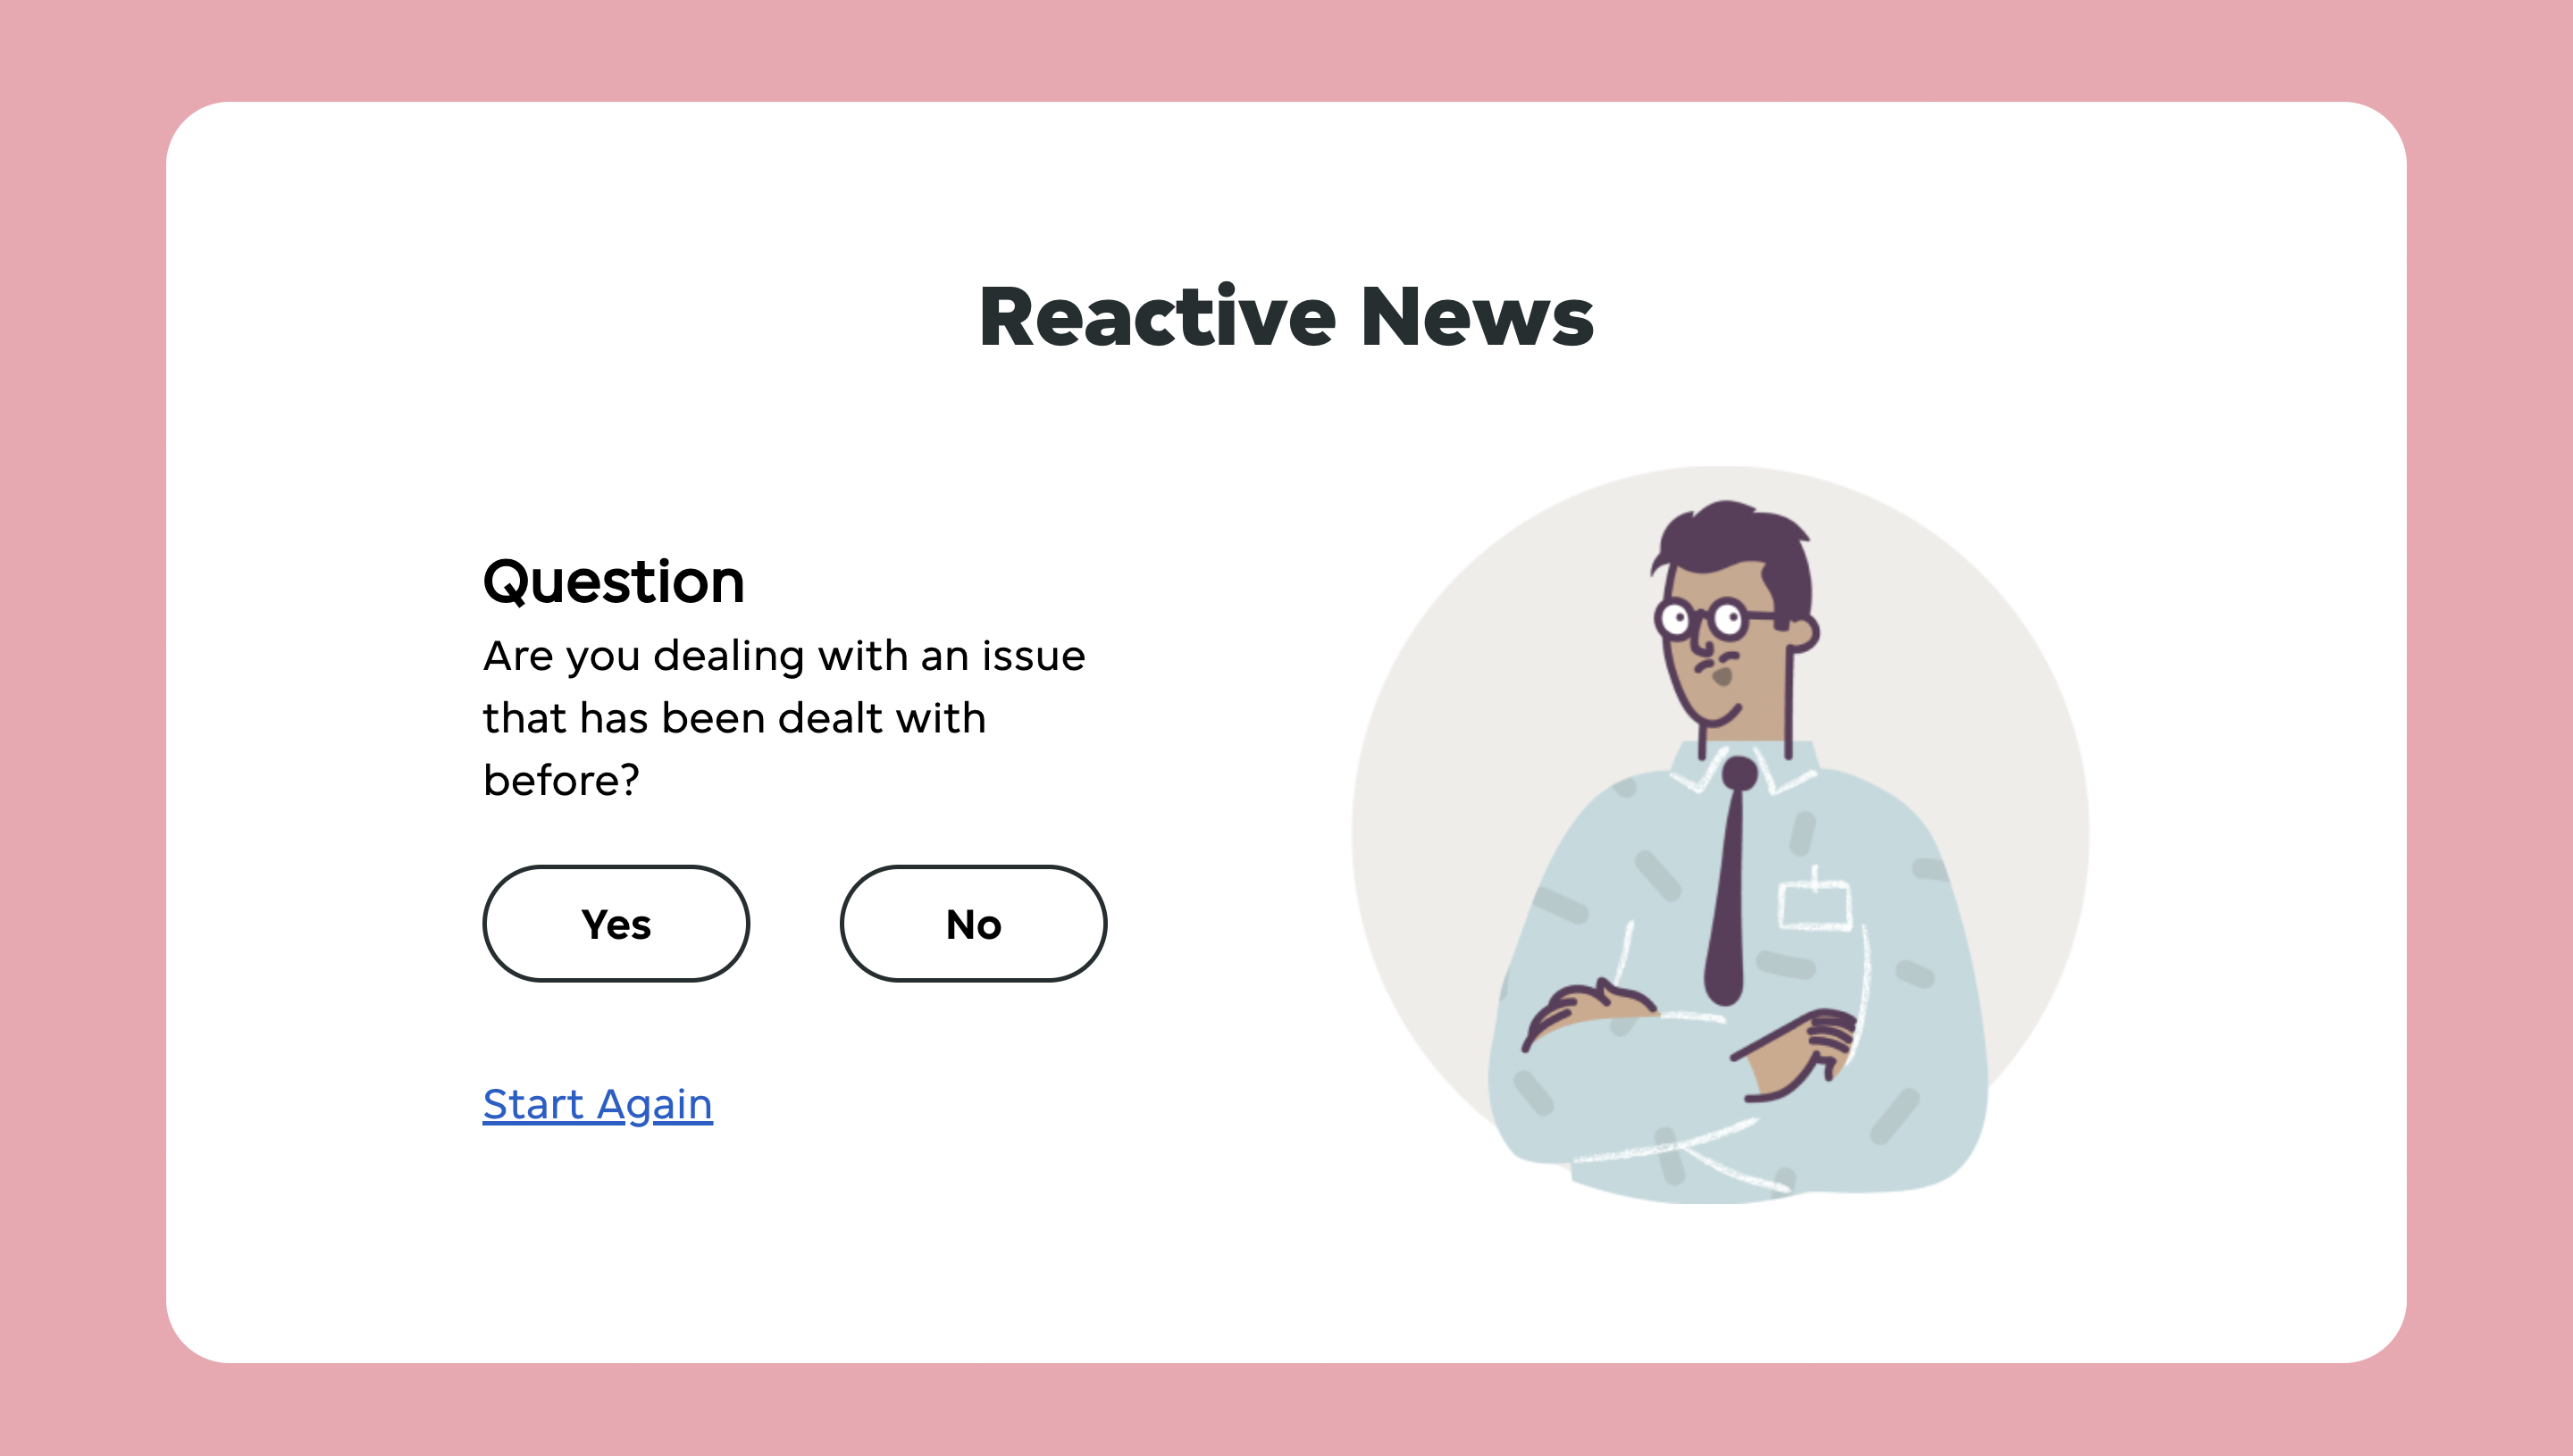 Reactive News
Question
Are you dealing with an issue
that has been dealt with
before?
Yes
No
Start Again